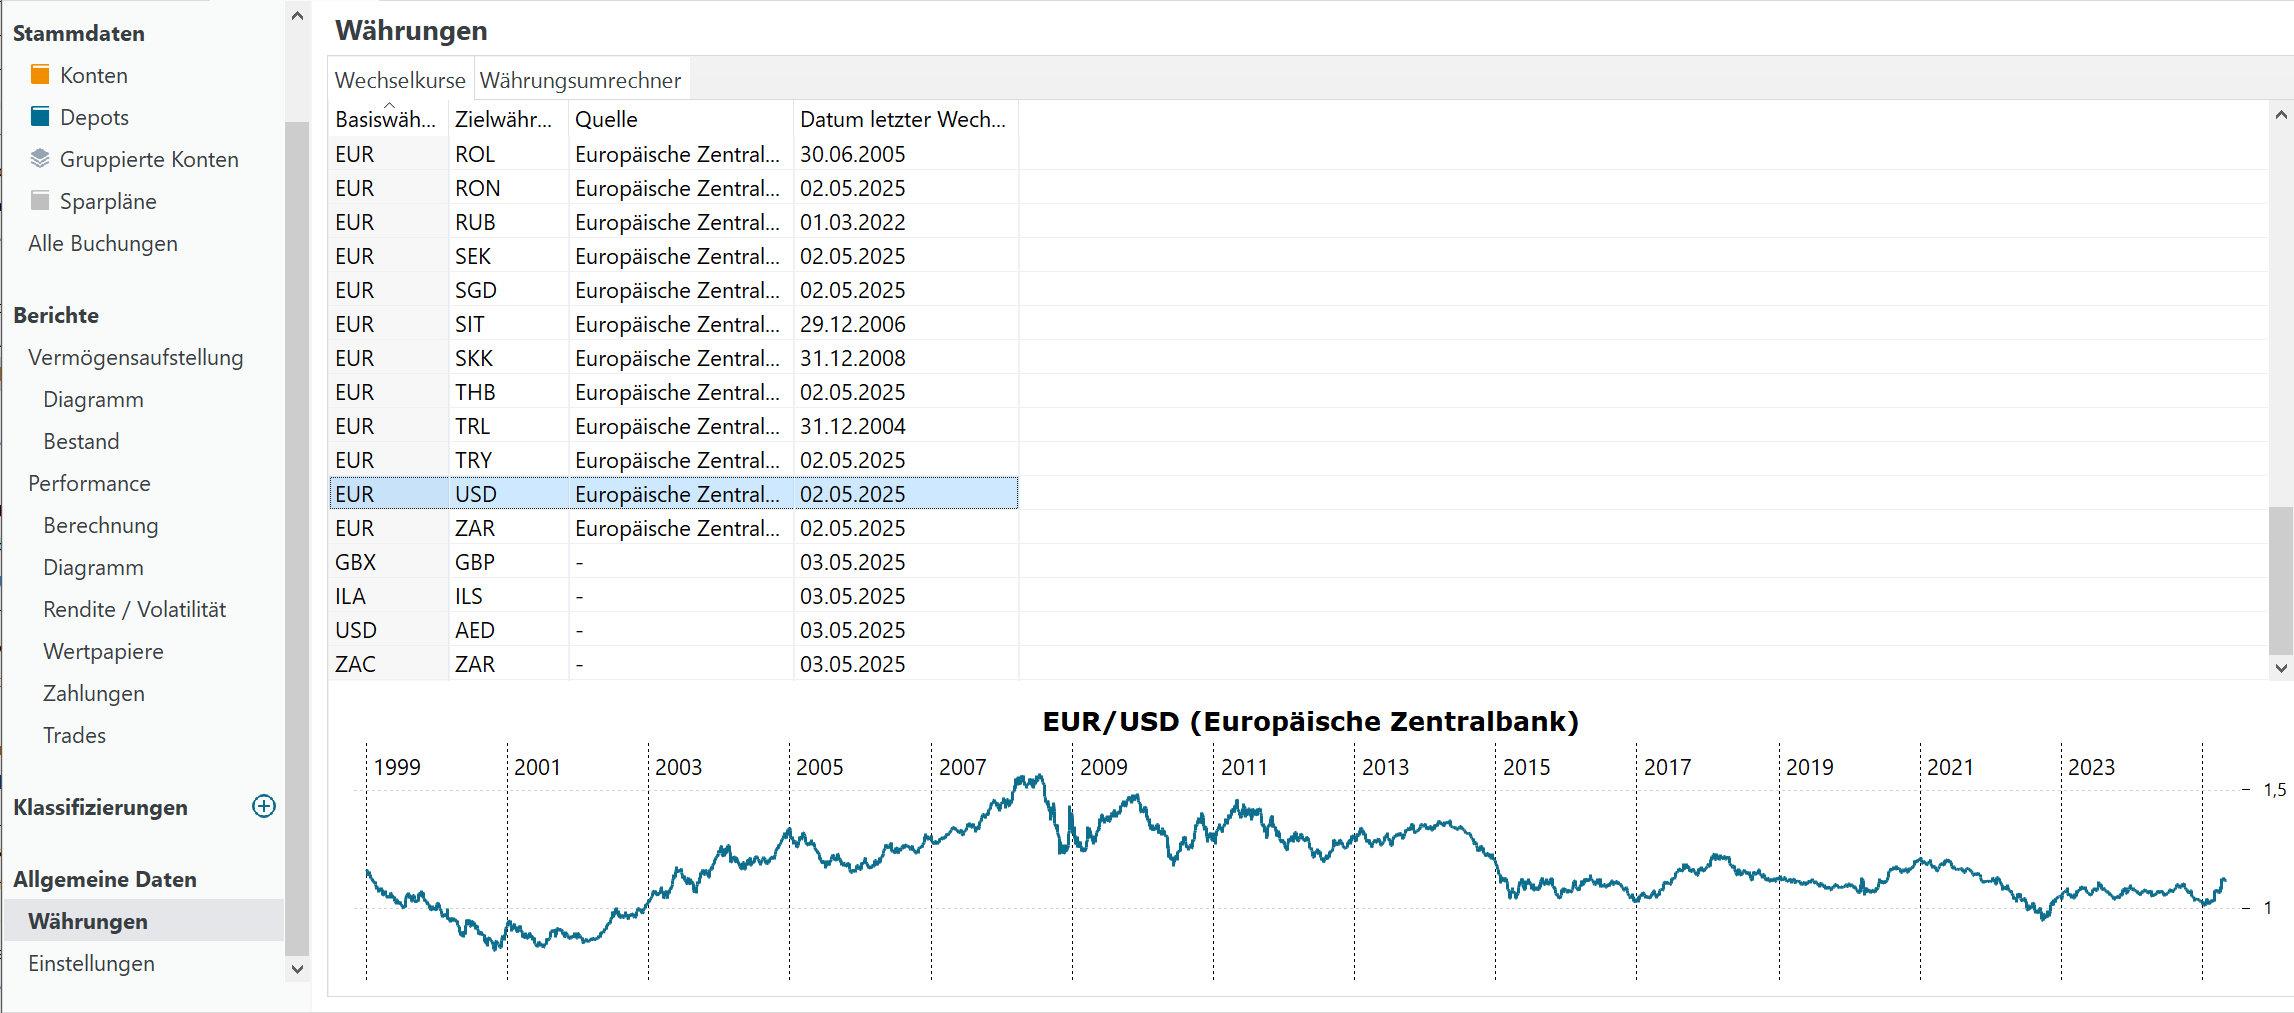 Stammdaten
Konten
Depots
Gruppierte Konten
Sparpläne
Alle Buchungen
Berichte
Vermögensaufstellung
Diagramm
Bestand
Performance
Berechnung
Diagramm
Rendite / Volatilität
Wertpapiere
Zahlungen
Trades
Klassifizierungen
Allgemeine Daten
Währungen
Einstellungen
Währungen
Wechselkurse Währungsumrechner
Basiswäh... Zielwähr... Quelle Datum letzter Wech...
EUR ROL Europäische Zentral... 30.06.2005
EUR RON Europäische Zentral... 02.05.2025
EUR RUB Europäische Zentral... 01.03.2022
EUR SEK Europäische Zentral... 02.05.2025
EUR SGD Europäische Zentral... 02.05.2025
EUR SIT Europäische Zentral... 29.12.2006
EUR SKK Europäische Zentral... 31.12.2008
EUR THB Europäische Zentral... 02.05.2025
EUR TRL Europäische Zentral... 31.12.2004
EUR TRY Europäische Zentral... 02.05.2025
EUR USD Europäische Zentral... 02.05.2025
EUR ZAR Europäische Zentral... 02.05.2025
GBX GBP - 03.05.2025
ILA ILS - 03.05.2025
USD AED - 03.05.2025
ZAC ZAR - 03.05.2025
EUR/USD (Europäische Zentralbank)
1999 2001 2003 2005 2007 2009 2011 2013 2015 2017 2019 2021 2023
1,5
1